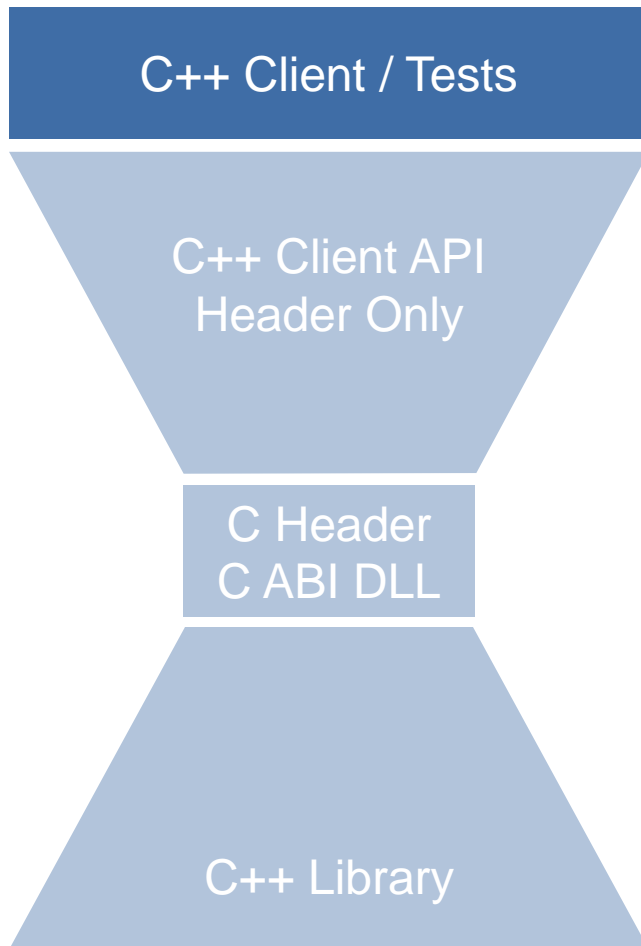 C++ Client / Tests
C++ Client API
Header Only
C Header
C ABI DLL
C++ Library